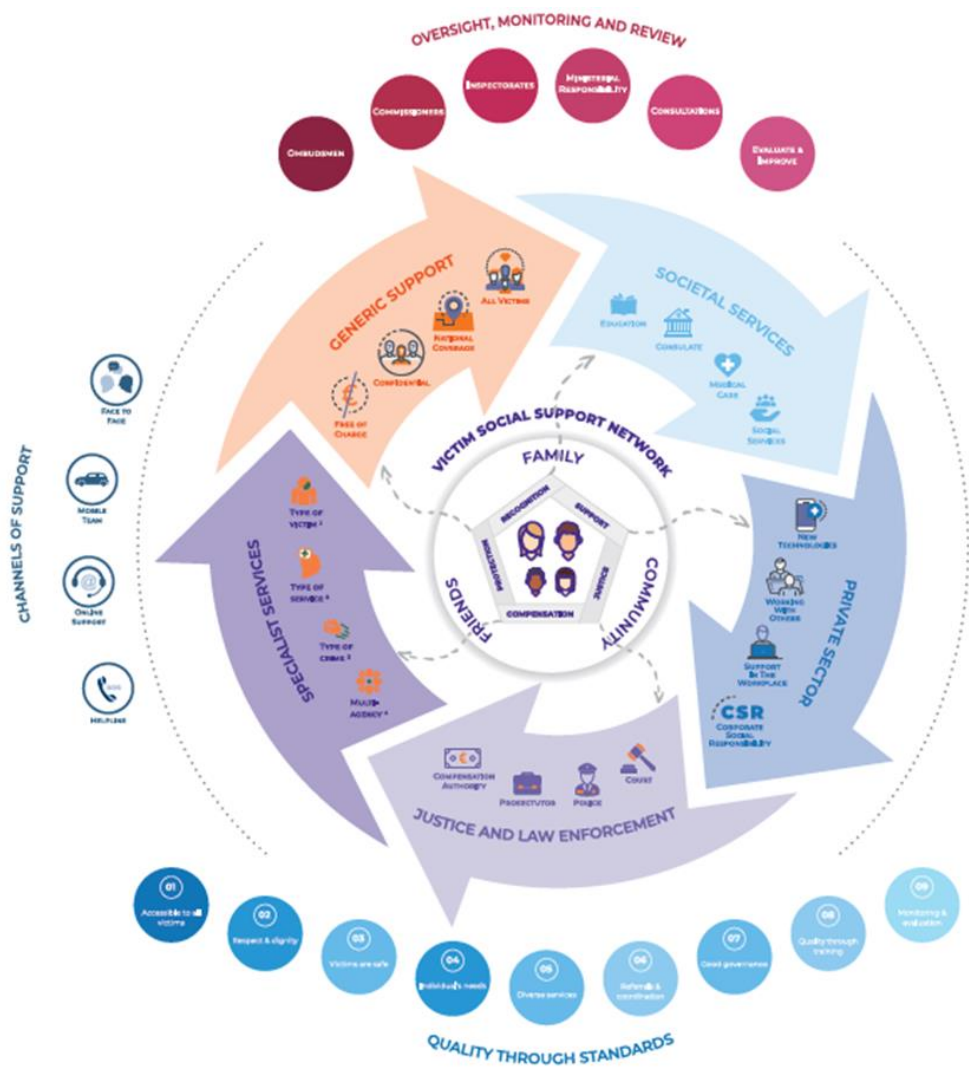 OVERSIGHT, MONITORING AND REVIEW
OMBUDSMEN
COMMISSIONERS
INSPECTORATES
MINISTERIAL
RESPONSIBILITY
CONSULTATIONS
EVALUATE &
IMPROVE
GENERIC SUPPORT
FREE OF
CHARGE
CONFIDENTIAL
NATIONAL
COVERAGE
ALL VICTIMS
SOCIETAL SERVICES
EDUCATION
CONSULATE
MEDICAL
CARE
SOCIAL
SERVICES
CHANNELS OF SUPPORT
FACE TO
FACE
MOBILE
TEAM
ONLINE
SUPPORT
HELPLINE
VICTIM SOCIAL SUPPORT NETWORK
FAMILY
COMMUNITY
FRIENDS
RECOGNITION
SUPPORT
PROTECTION
COMPENSATION
SPECIALIST SERVICES
TYPE OF
VICTIM
TYPE OF
SERVICE
TYPE OF
CRIME
MULTI-
AGENCY
PRIVATE SECTOR
NEW
TECHNOLOGIES
WORKING
WITH
OTHERS
SUPPORT
IN THE
WORKPLACE
CSR
CORPORATE
SOCIAL
RESPONSIBILITY
JUSTICE AND LAW ENFORCEMENT
COMPENSATION
AUTHORITY
PROSECTUTOR
POLICE
COURT
01
Accessible to all
victims
02
Respect & dignity
03
Victims are safe
04
Individual's needs
05
Diverse services
06
Referrals &
coordination
07
Good governance
08
Quality through
training
09
Monitoring &
evaluation
QUALITY THROUGH STANDARDS